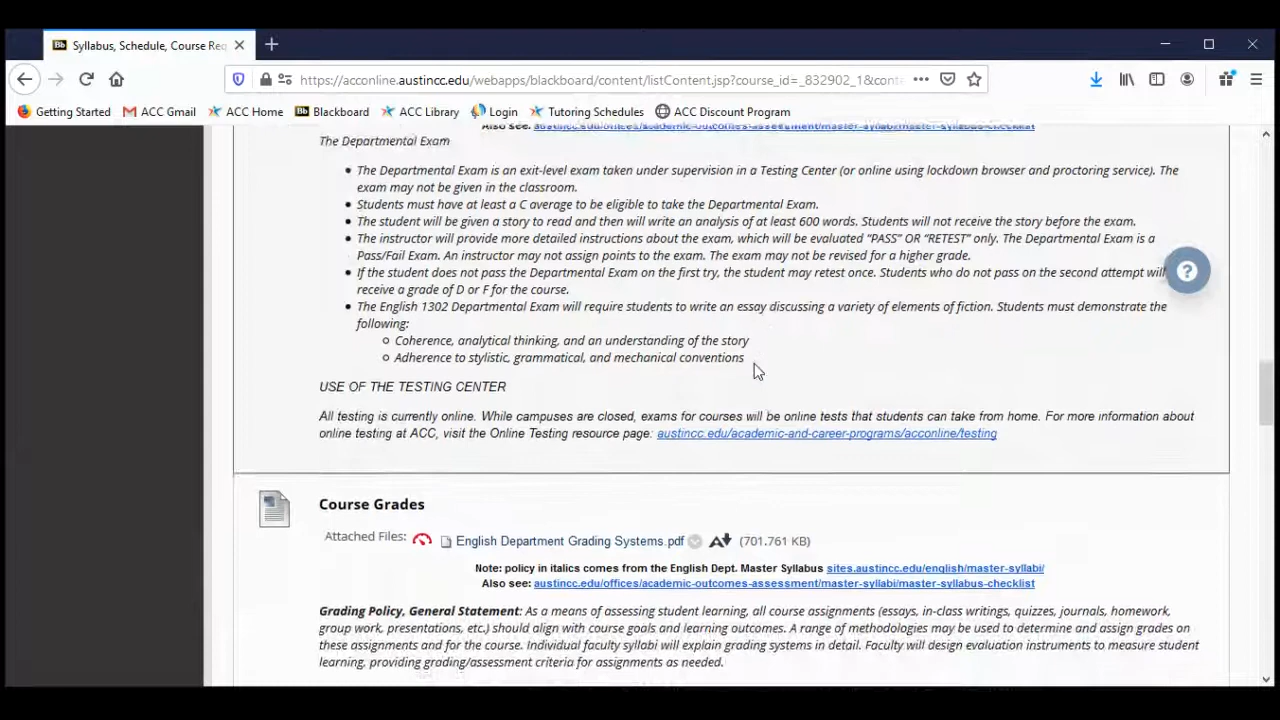 Syllabus, Schedule, Course Req
https://acconline.austincc.edu/webapps/blackboard/content/listContent.jsp?course_id=_832902_1&conte
Getting Started ACC Gmail ACC Home Bb Blackboard ACC Library Login Tutoring Schedules ACC Discount Program
Also see: austincc.edu/offices/academic-outcomes-assessment/master-syllabi/master-syllabus-checklist
The Departmental Exam
• The Departmental Exam is an exit-level exam taken under supervision in a Testing Center (or online using lockdown browser and proctoring service). The
exam may not be given in the classroom.
• Students must have at least a C average to be eligible to take the Departmental Exam.
• The student will be given a story to read and then will write an analysis of at least 600 words. Students will not receive the story before the exam.
• The instructor will provide more detailed instructions about the exam, which will be evaluated “PASS” OR “RETEST” only. The Departmental Exam is a
Pass/Fail Exam. An instructor may not assign points to the exam. The exam may not be revised for a higher grade.
• If the student does not pass the Departmental Exam on the first try, the student may retest once. Students who do not pass on the second attempt will
receive a grade of D or F for the course.
• The English 1302 Departmental Exam will require students to write an essay discussing a variety of elements of fiction. Students must demonstrate the
following:
○ Coherence, analytical thinking, and an understanding of the story
○ Adherence to stylistic, grammatical, and mechanical conventions
USE OF THE TESTING CENTER
All testing is currently online. While campuses are closed, exams for courses will be online tests that students can take from home. For more information about
online testing at ACC, visit the Online Testing resource page: austincc.edu/academic-and-career-programs/acconline/testing
Course Grades
Attached Files: English Department Grading Systems.pdf (701.761 KB)
Note: policy in italics comes from the English Dept. Master Syllabus sites.austincc.edu/english/master-syllabi/
Also see: austincc.edu/offices/academic-outcomes-assessment/master-syllabi/master-syllabus-checklist
Grading Policy, General Statement: As a means of assessing student learning, all course assignments (essays, in-class writings, quizzes, journals, homework,
group work, presentations, etc.) should align with course goals and learning outcomes. A range of methodologies may be used to determine and assign grades on
these assignments and for the course. Individual faculty syllabi will explain grading systems in detail. Faculty will design evaluation instruments to measure student
learning, providing grading/assessment criteria for assignments as needed.